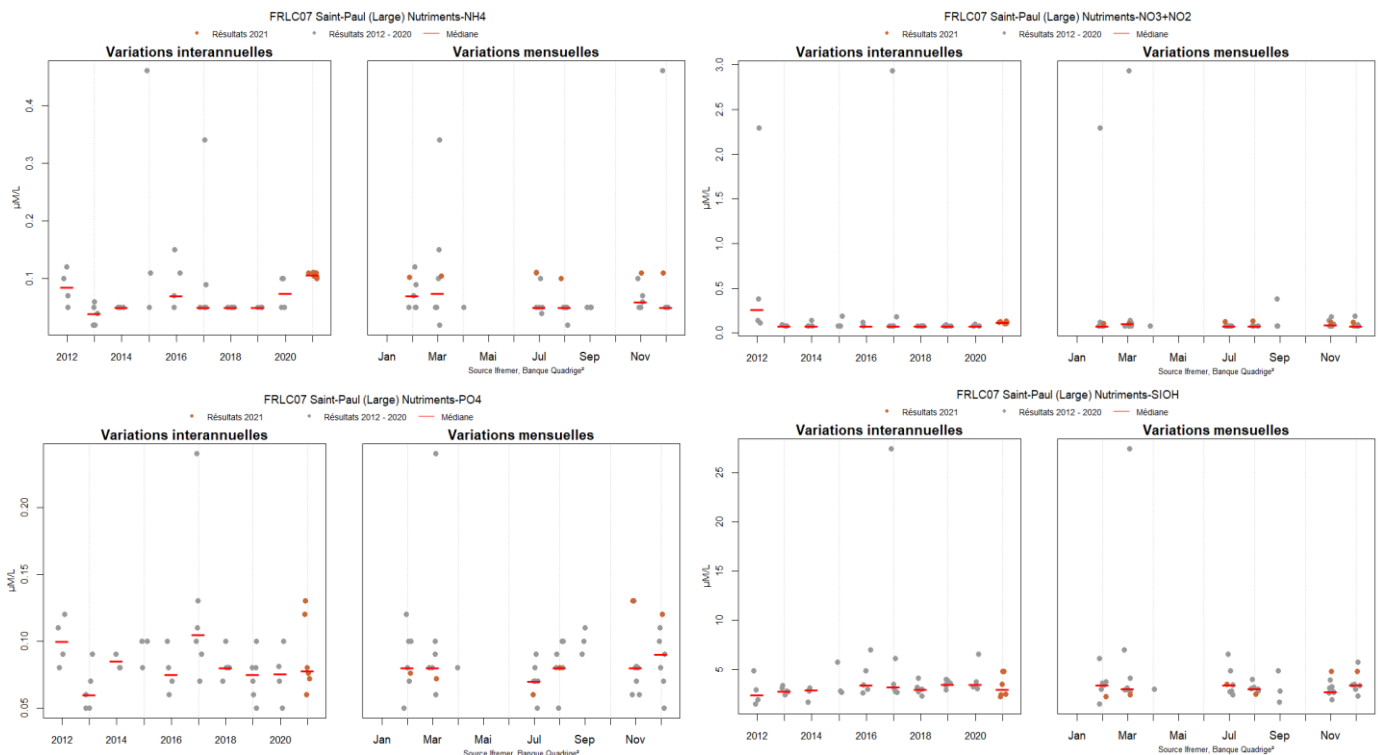 FRLC07 Saint-Paul (Large) Nutriments-NH4
Résultats 2021 Résultats 2012 - 2020 Médiane
Variations interannuelles Variations mensuelles
µM/L
0.4
0.3
0.2
0.1
2012 2014 2016 2018 2020 Jan Mar Mai Jul Sep Nov
Source Ifremer, Banque Quadrige²
FRLC07 Saint-Paul (Large) Nutriments-NO3+NO2
Résultats 2021 Résultats 2012 - 2020 Médiane
Variations interannuelles Variations mensuelles
µM/L
3.0
2.5
2.0
1.5
1.0
0.5
0.0
2012 2014 2016 2018 2020 Jan Mar Mai Jul Sep Nov
Source Ifremer, Banque Quadrige²
FRLC07 Saint-Paul (Large) Nutriments-PO4
Résultats 2021 Résultats 2012 - 2020 Médiane
Variations interannuelles Variations mensuelles
µM/L
0.20
0.15
0.10
0.05
2012 2014 2016 2018 2020 Jan Mar Mai Jul Sep Nov
Source Ifremer, Banque Quadrige²
FRLC07 Saint-Paul (Large) Nutriments-SIOH
Résultats 2021 Résultats 2012 - 2020 Médiane
Variations interannuelles Variations mensuelles
µM/L
25
20
15
10
5
2012 2014 2016 2018 2020 Jan Mar Mai Jul Sep Nov
Source Ifremer, Banque Quadrige²